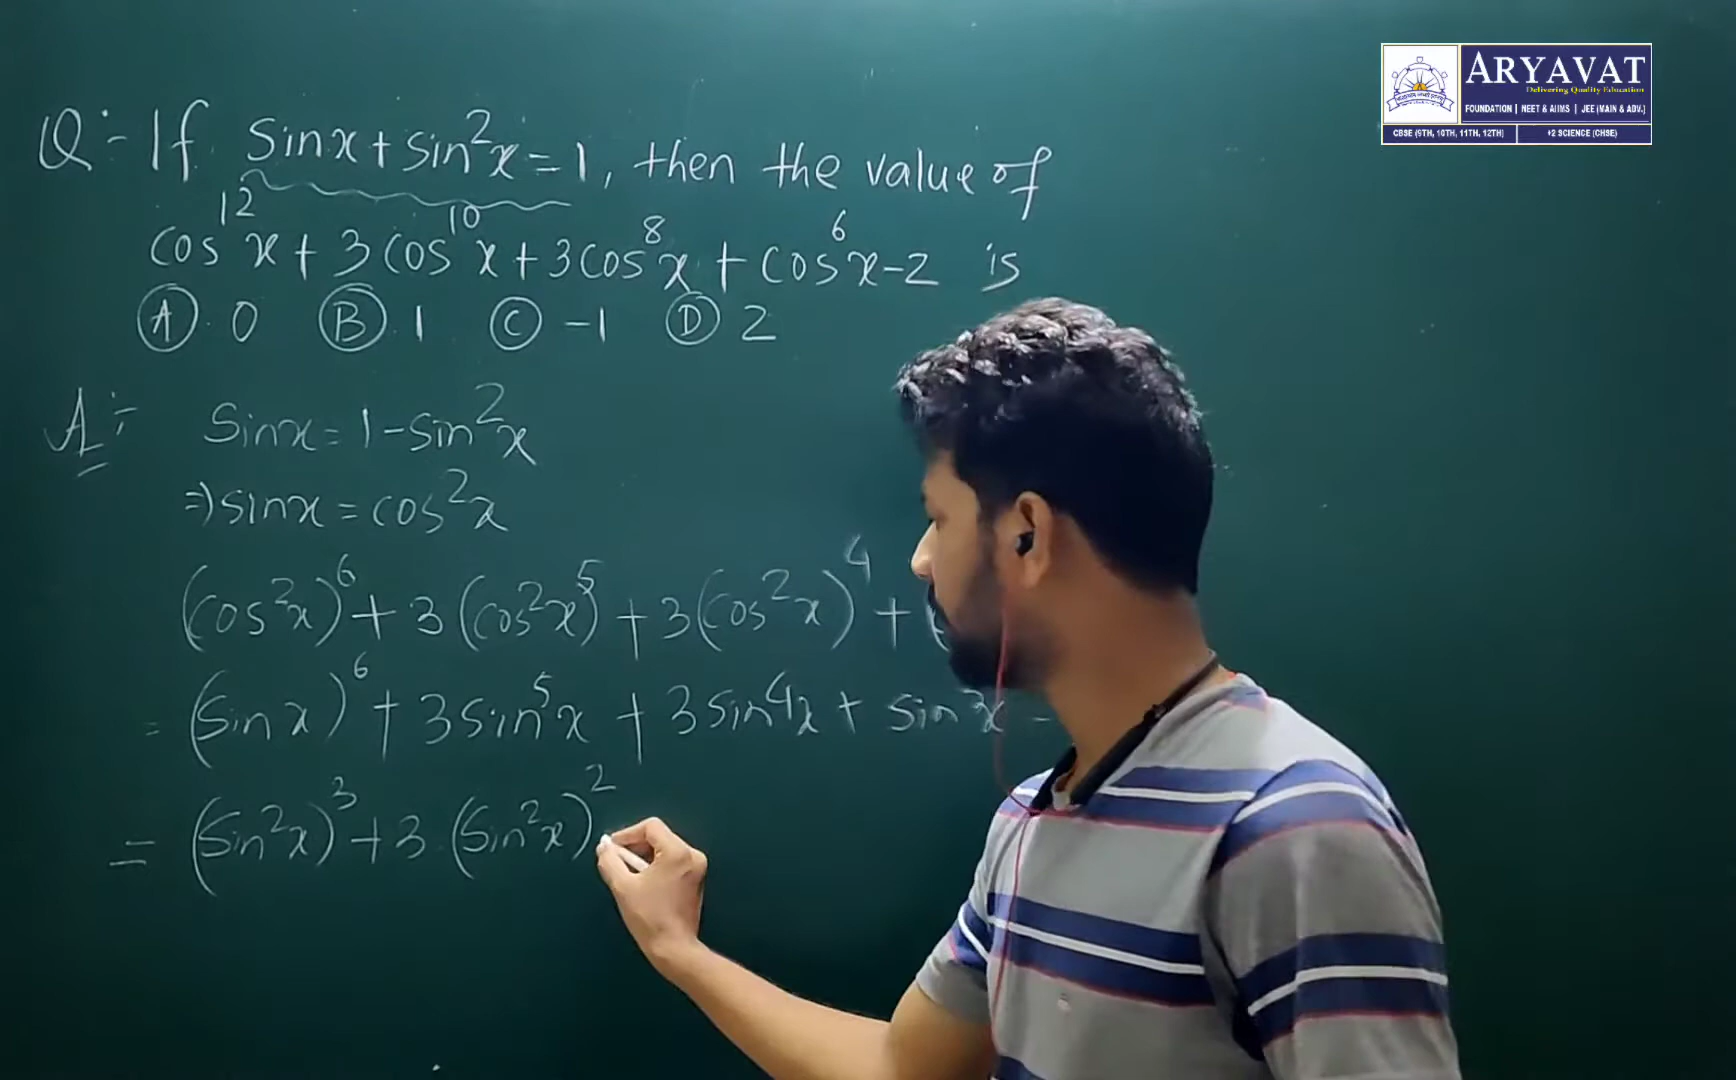 ARYAVAT
Delivering Quality Education
FOUNDATION | NEET & AIIMS | JEE (MAIN & ADV.)
CBSE (9TH, 10TH, 11TH, 12TH) +2 SCIENCE (CHSE)
Q:- If sinx + sin²x = 1, then the value of
cos¹²x + 3cos¹⁰x + 3cos⁸x + cos⁶x - 2 is
(A) 0 (B) 1 (C) -1 (D) 2
A:- Sinx = 1 - sin²x
⇒ sinx = cos²x
(cos²x)⁶ + 3(cos²x)⁵ + 3(cos²x)⁴ + (
= (sinx)⁶ + 3sin⁵x + 3sin⁴x + sin³x -
= (sin²x)³ + 3·(sin²x)²